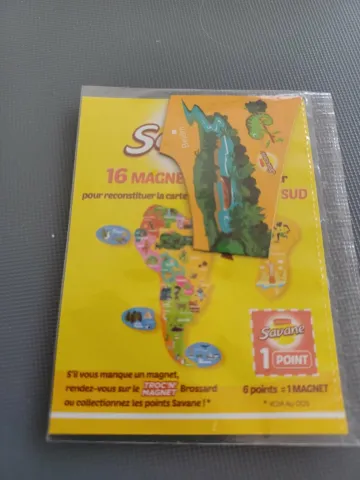 16 MAGNE
pour reconstituer la carte
SUD
Savane
1 POINT
S'il vous manque un magnet,
rendez-vous sur le TROC'N' MAGNET Brossard
ou collectionnez les points Savane ! *
6 points = 1 MAGNET